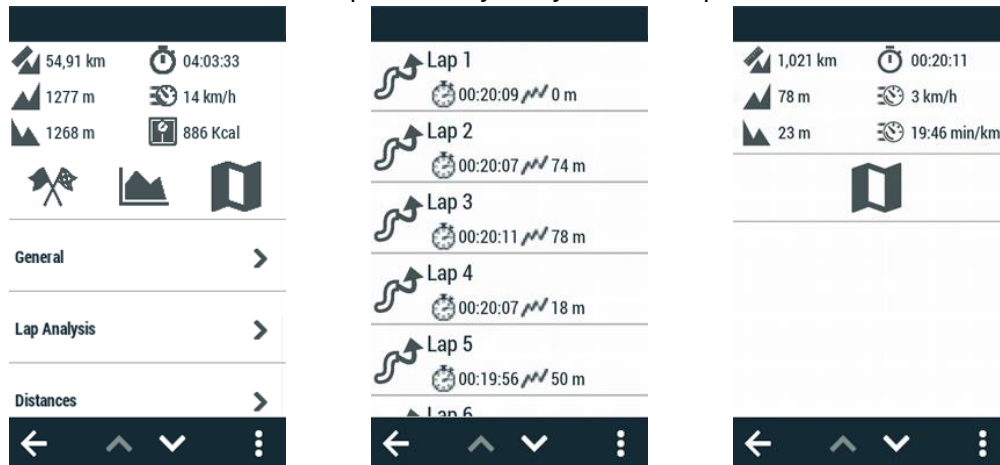 54,91 km 04:03:33
1277 m 14 km/h
1268 m 886 Kcal
General
Lap Analysis
Distances
Lap 1
00:20:09 0 m
Lap 2
00:20:07 74 m
Lap 3
00:20:11 78 m
Lap 4
00:20:07 18 m
Lap 5
00:19:56 50 m
Lap 6
1,021 km 00:20:11
78 m 3 km/h
23 m 19:46 min/km